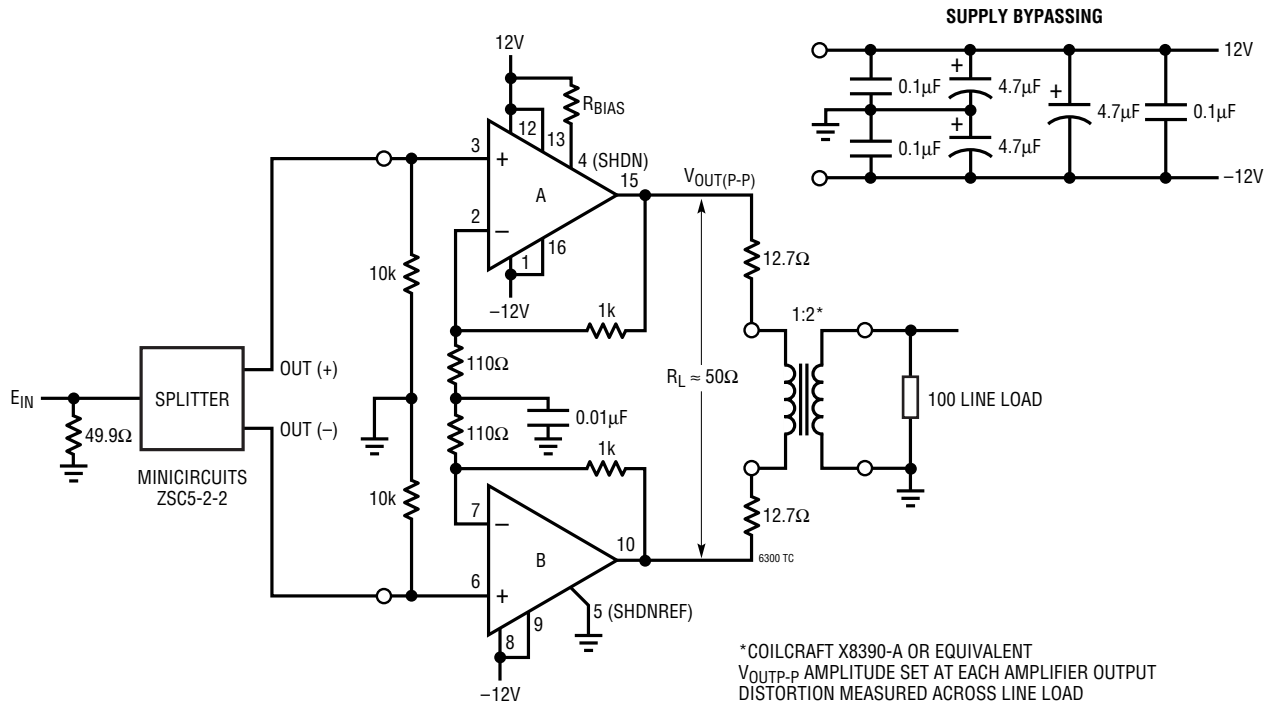 SUPPLY BYPASSING
12V
0.1µF
+
4.7µF
+
4.7µF
0.1µF
0.1µF
+
4.7µF
–12V
12V
RBIAS
12
13
3
+
4 (SHDN)
15
VOUT(P-P)
A
2
–
1
16
–12V
10k
1k
12.7Ω
1:2*
110Ω
RL ≈ 50Ω
OUT (+)
EIN
SPLITTER
100 LINE LOAD
0.01µF
49.9Ω
OUT (–)
110Ω
1k
MINICIRCUITS
ZSC5-2-2
10k
7
–
12.7Ω
10
B
6300 TC
6
+
5 (SHDNREF)
8
9
–12V
*COILCRAFT X8390-A OR EQUIVALENT
VOUTP-P AMPLITUDE SET AT EACH AMPLIFIER OUTPUT
DISTORTION MEASURED ACROSS LINE LOAD